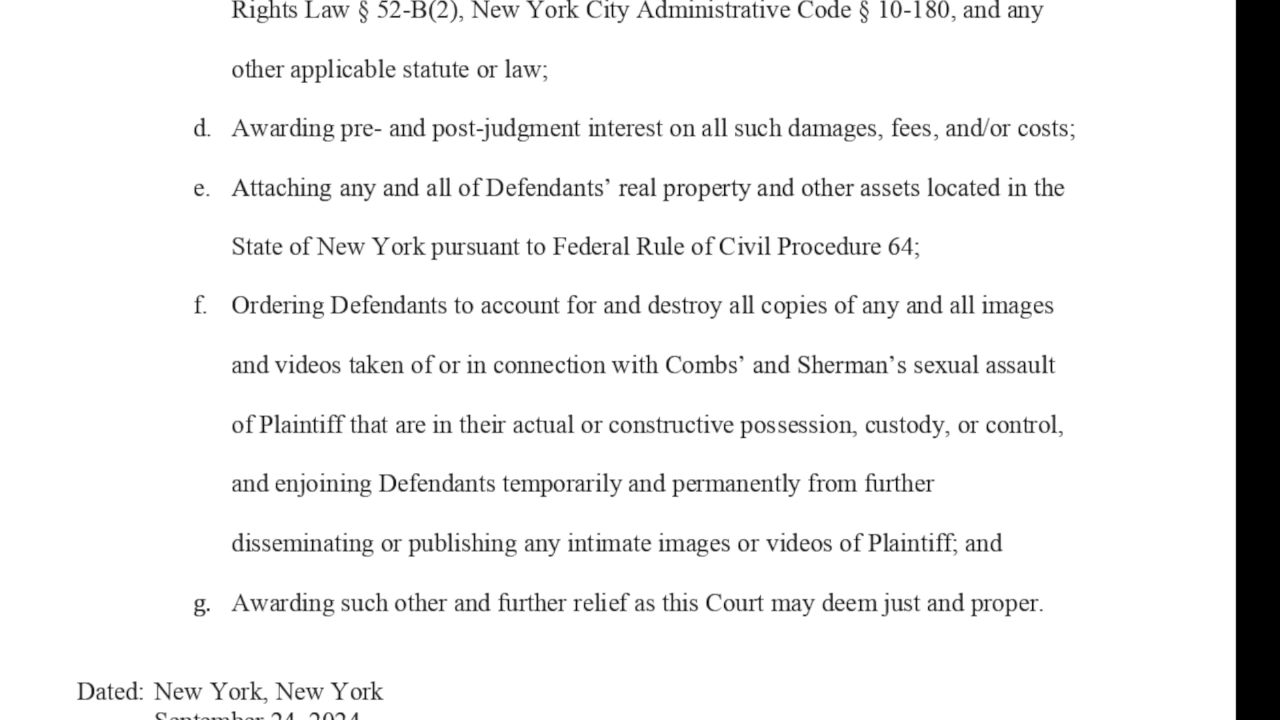 Rights Law § 52-B(2), New York City Administrative Code § 10-180, and any
other applicable statute or law;
d. Awarding pre- and post-judgment interest on all such damages, fees, and/or costs;
e. Attaching any and all of Defendants’ real property and other assets located in the
State of New York pursuant to Federal Rule of Civil Procedure 64;
f. Ordering Defendants to account for and destroy all copies of any and all images
and videos taken of or in connection with Combs’ and Sherman’s sexual assault
of Plaintiff that are in their actual or constructive possession, custody, or control,
and enjoining Defendants temporarily and permanently from further
disseminating or publishing any intimate images or videos of Plaintiff; and
g. Awarding such other and further relief as this Court may deem just and proper.
Dated: New York, New York
September 24, 2024